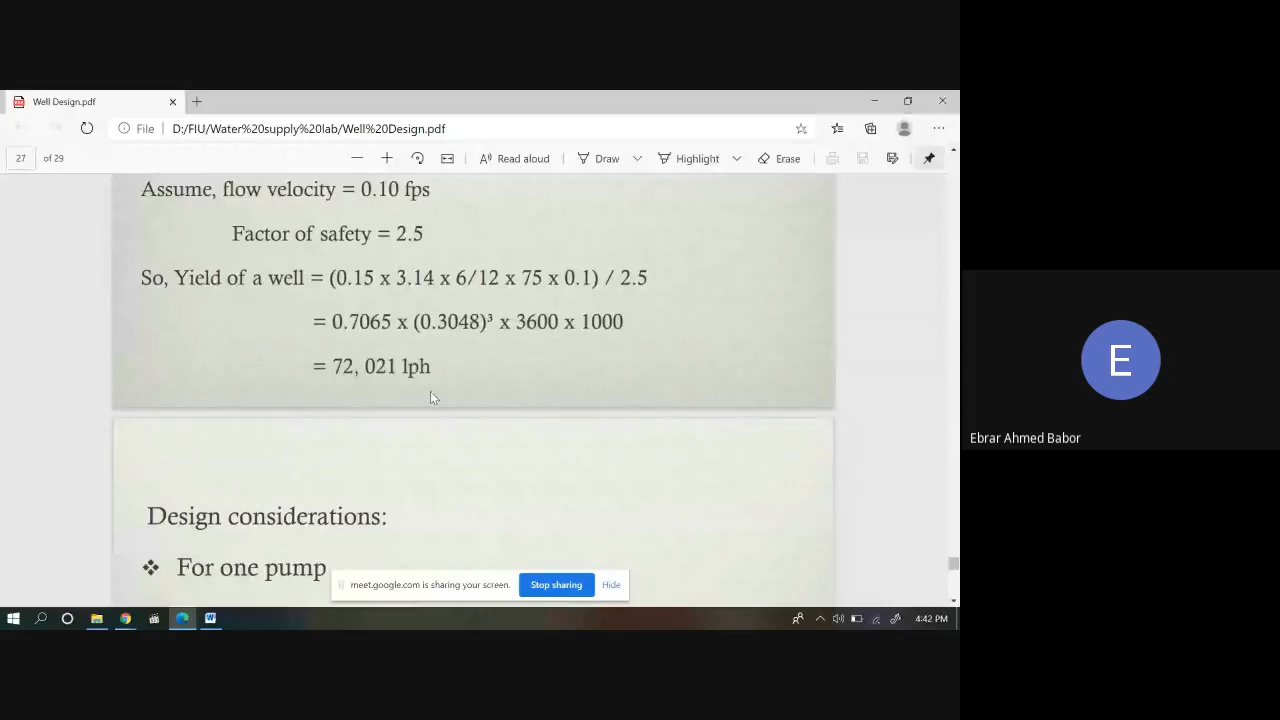 Well Design.pdf
File D:/FIU/Water%20supply%20lab/Well%20Design.pdf
27 of 29 Read aloud Draw Highlight Erase
Assume, flow velocity = 0.10 fps
Factor of safety = 2.5
So, Yield of a well = (0.15 x 3.14 x 6/12 x 75 x 0.1) / 2.5
= 0.7065 x (0.3048)³ x 3600 x 1000
= 72, 021 lph
Design considerations:
❖ For one pump
meet.google.com is sharing your screen. Stop sharing Hide
4:42 PM
E
Ebrar Ahmed Babor